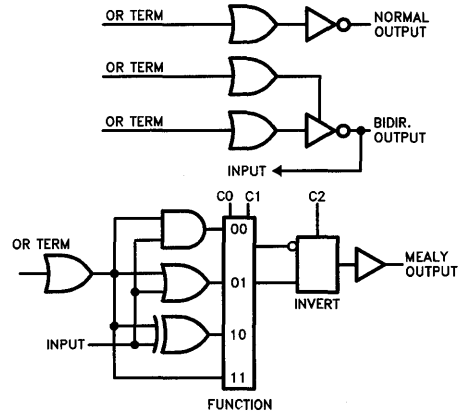 OR TERM
NORMAL
OUTPUT
OR TERM
OR TERM
BIDIR.
OUTPUT
INPUT
C0 C1
C2
OR TERM
00
01
MEALY
OUTPUT
INVERT
INPUT
10
11
FUNCTION